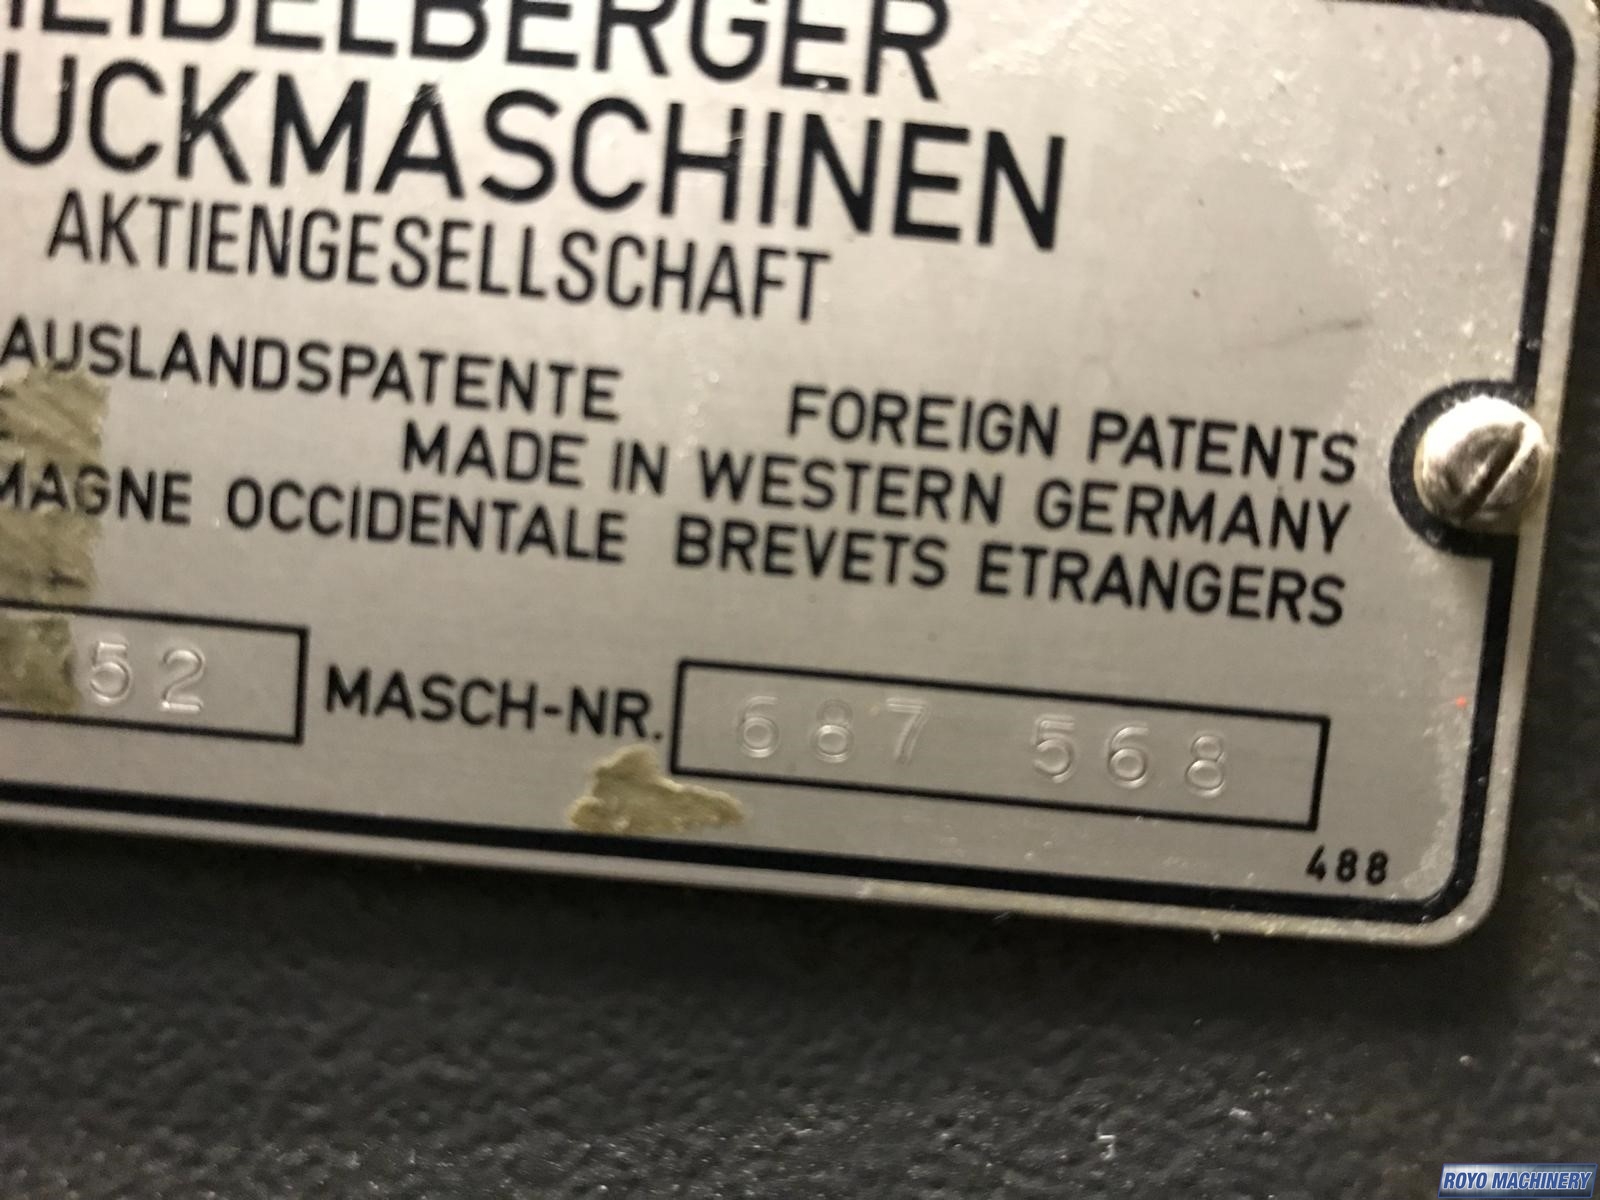 HEIDELBERGER
UCKMASCHINEN
AKTIENGESELLSCHAFT
AUSLANDSPATENTE FOREIGN PATENTS
MADE IN WESTERN GERMANY
MAGNE OCCIDENTALE BREVETS ETRANGERS
52 MASCH-NR. 687 568
488
ROYO MACHINERY